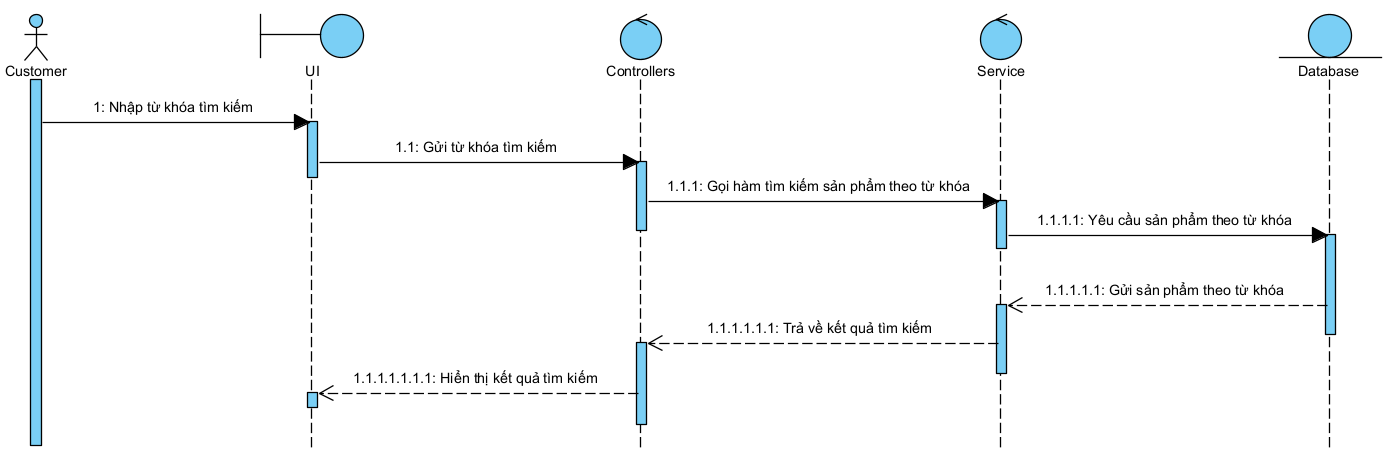 Customer
UI
Controllers
Service
Database
1: Nhập từ khóa tìm kiếm
1.1: Gửi từ khóa tìm kiếm
1.1.1: Gọi hàm tìm kiếm sản phẩm theo từ khóa
1.1.1.1: Yêu cầu sản phẩm theo từ khóa
1.1.1.1.1: Gửi sản phẩm theo từ khóa
1.1.1.1.1.1: Trả về kết quả tìm kiếm
1.1.1.1.1.1.1: Hiển thị kết quả tìm kiếm